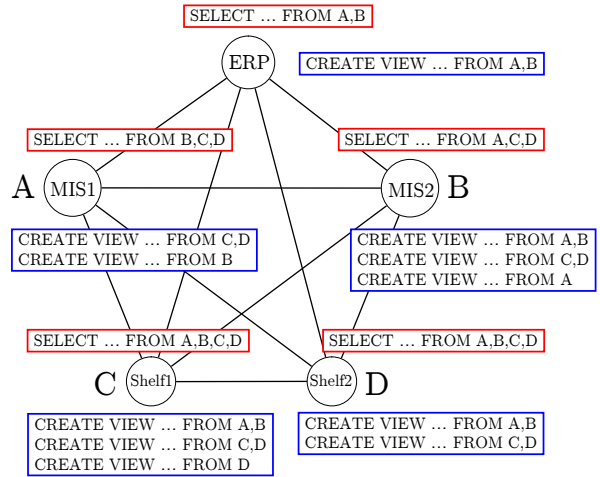 SELECT ... FROM A,B
ERP
CREATE VIEW ... FROM A,B
SELECT ... FROM B,C,D
SELECT ... FROM A,C,D
A
MIS1
MIS2
B
CREATE VIEW ... FROM C,D
CREATE VIEW ... FROM B
CREATE VIEW ... FROM A,B
CREATE VIEW ... FROM C,D
CREATE VIEW ... FROM A
SELECT ... FROM A,B,C,D
SELECT ... FROM A,B,C,D
C
Shelf1
Shelf2
D
CREATE VIEW ... FROM A,B
CREATE VIEW ... FROM C,D
CREATE VIEW ... FROM D
CREATE VIEW ... FROM A,B
CREATE VIEW ... FROM C,D